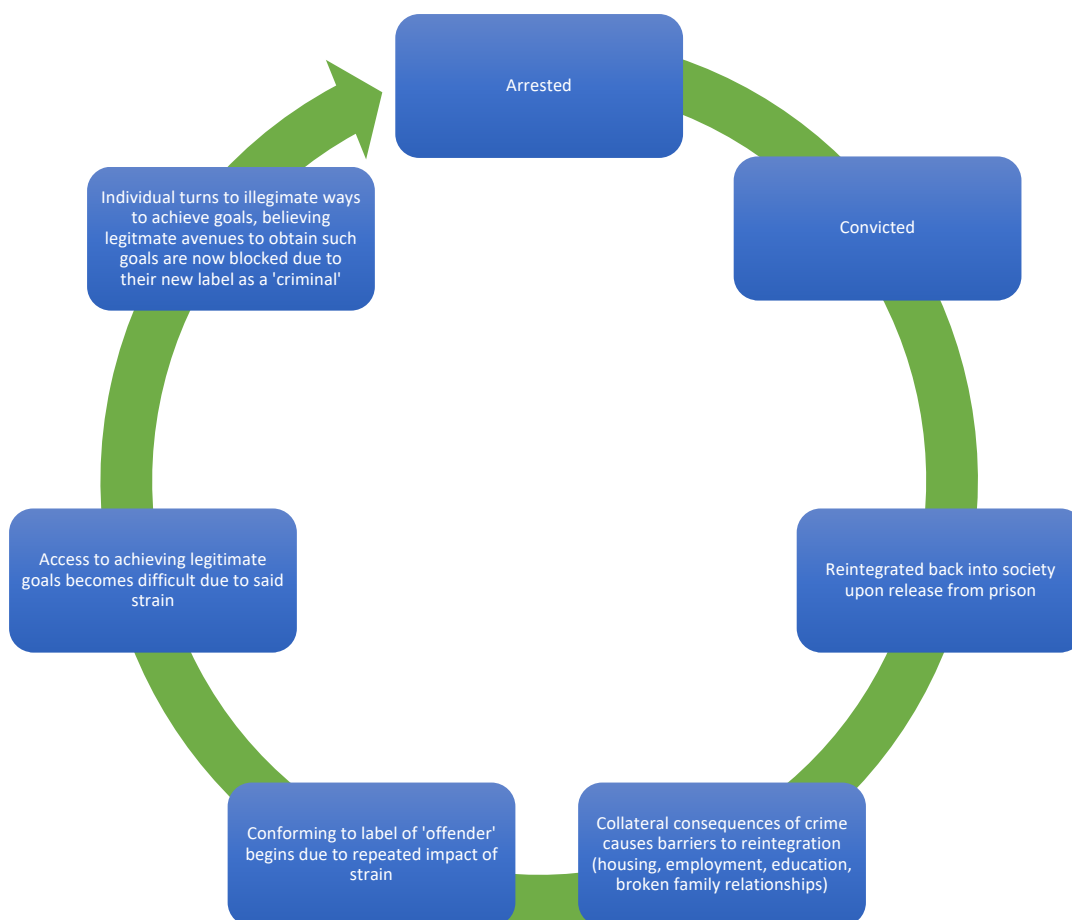 Arrested
Convicted
Reintegrated back into society
upon release from prison
Collateral consequences of crime
causes barriers to reintegration
(housing, employment, education,
broken family relationships)
Conforming to label of 'offender'
begins due to repeated impact of
strain
Access to achieving legitimate
goals becomes difficult due to said
strain
Individual turns to illegitimate ways
to achieve goals, believing
legitmate avenues to obtain such
goals are now blocked due to
their new label as a 'criminal'